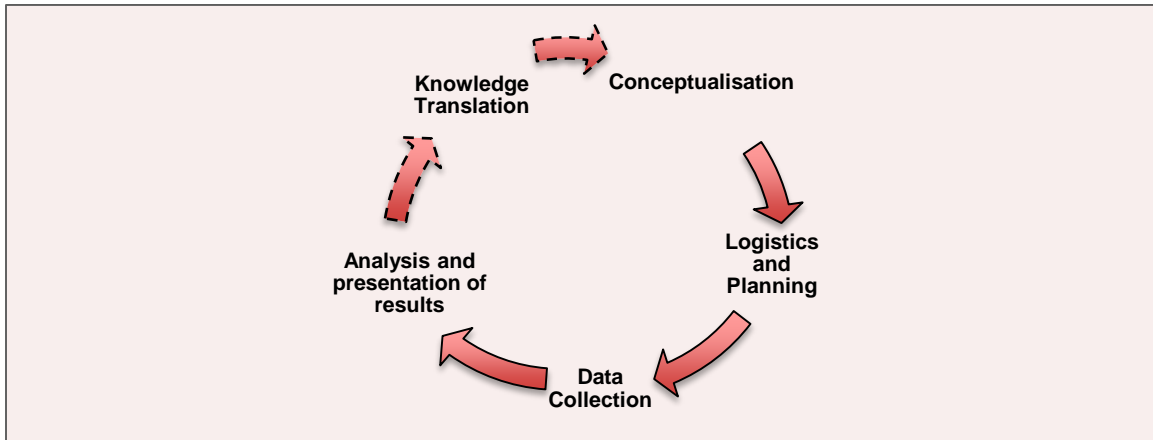 Knowledge
Translation
Conceptualisation
Logistics
and
Planning
Analysis and
presentation of
results
Data
Collection